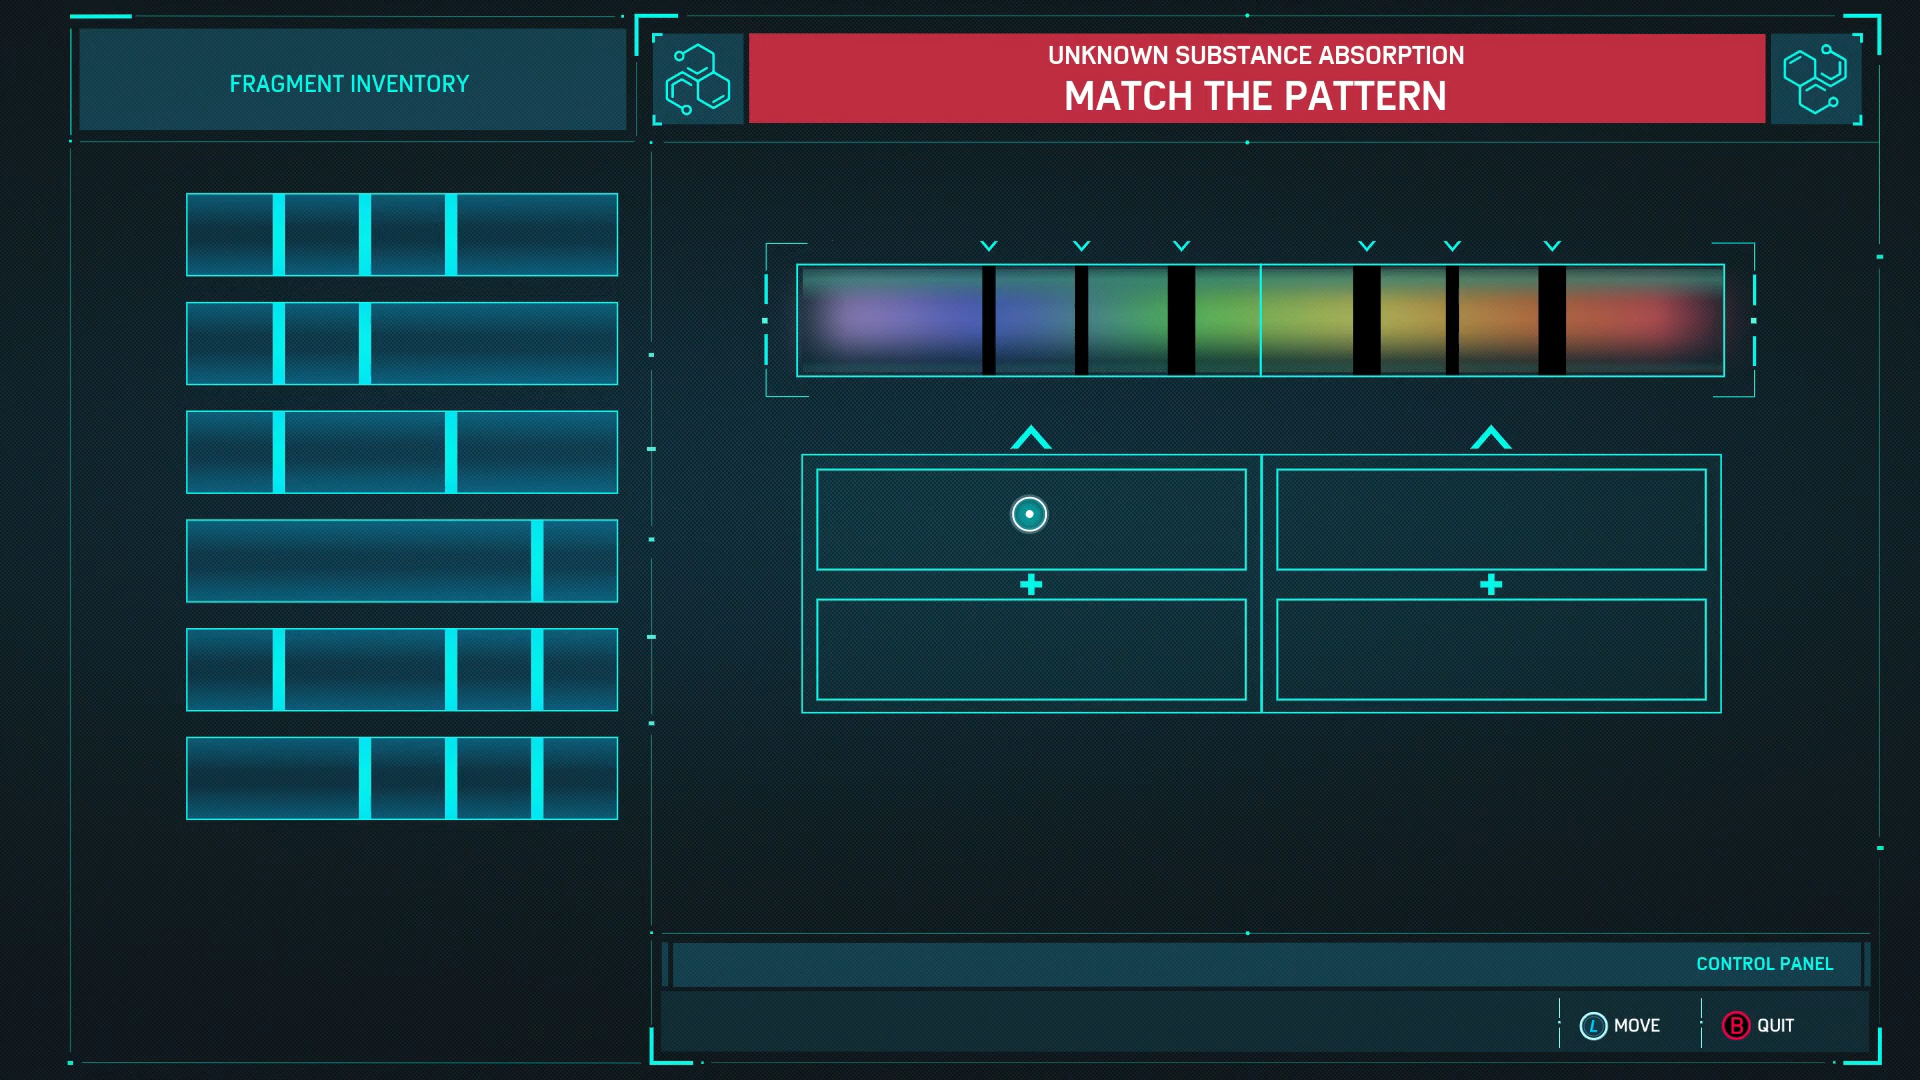 FRAGMENT INVENTORY
UNKNOWN SUBSTANCE ABSORPTION
MATCH THE PATTERN
CONTROL PANEL
L MOVE
B QUIT